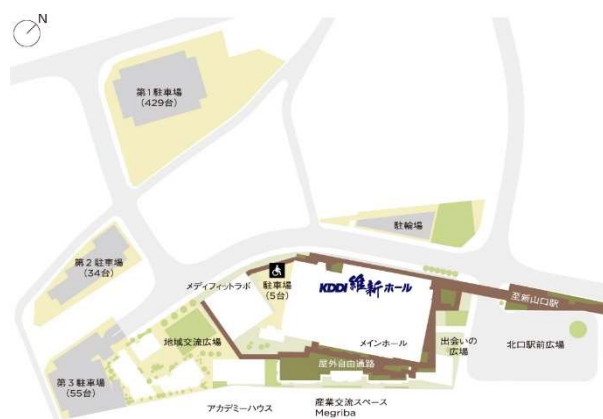 N
第1駐車場
(429台)
駐輪場
第2駐車場
(34台)
メディフィットラボ
駐車場
(5台)
KDDI 維新ホール
至新山口駅
地域交流広場
メインホール
出会いの
広場
北口駅前広場
屋外自由通路
第3駐車場
(55台)
アカデミーハウス
産業交流スペース
Megriba